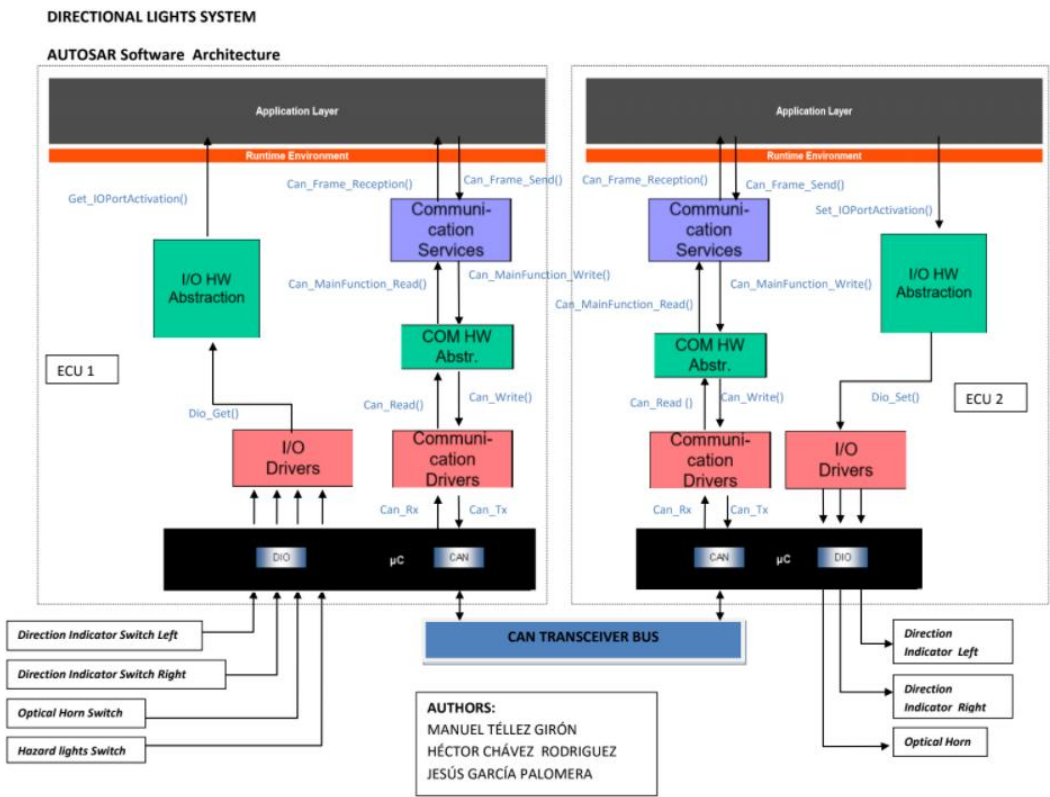 DIRECTIONAL LIGHTS SYSTEM
AUTOSAR Software Architecture
Application Layer
Runtime Environment
Get_IOPortActivation()
Can_Frame_Reception()
Can_Frame_Send()
Communi-
cation
Services
I/O HW
Abstraction
Can_MainFunction_Read()
Can_MainFunction_Write()
COM HW
Abstr.
ECU 1
Dio_Get()
Can_Read()
Can_Write()
I/O
Drivers
Communi-
cation
Drivers
Can_Rx
Can_Tx
DIO
µC
CAN
Application Layer
Runtime Environment
Can_Frame_Reception()
Can_Frame_Send()
Set_IOPortActivation()
Communi-
cation
Services
I/O HW
Abstraction
Can_MainFunction_Write()
Can_MainFunction_Read()
COM HW
Abstr.
ECU 2
Can_Read ()
Can_Write()
Dio_Set()
Communi-
cation
Drivers
I/O
Drivers
Can_Rx
Can_Tx
CAN
µC
DIO
Direction Indicator Switch Left
Direction Indicator Switch Right
Optical Horn Switch
Hazard lights Switch
CAN TRANSCEIVER BUS
Direction
Indicator Left
Direction
Indicator Right
Optical Horn
AUTHORS:
MANUEL TÉLLEZ GIRÓN
HÉCTOR CHÁVEZ RODRIGUEZ
JESÚS GARCÍA PALOMERA